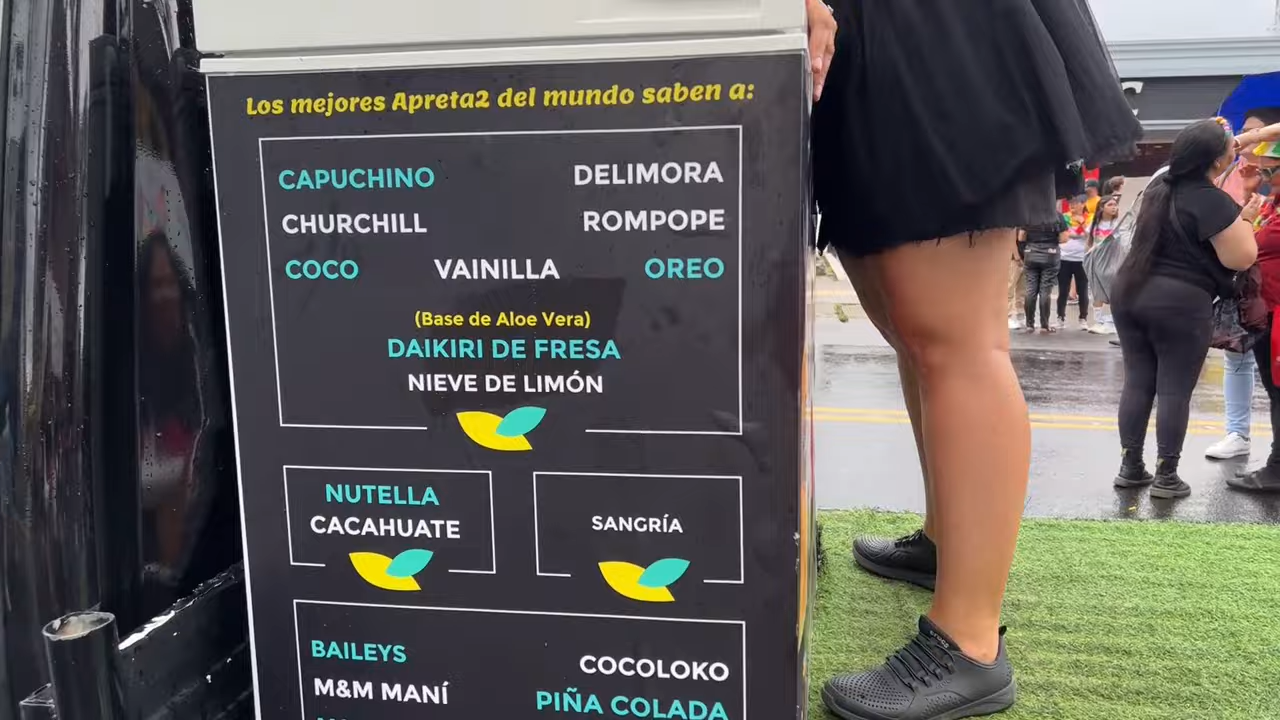 Los mejores Apreta2 del mundo saben a:
CAPUCHINO DELIMORA
CHURCHILL ROMPOPE
COCO VAINILLA OREO
(Base de Aloe Vera)
DAIKIRI DE FRESA
NIEVE DE LIMÓN
NUTELLA
CACAHUATE
SANGRÍA
BAILEYS
M&M MANÍ
COCOLOKO
PIÑA COLADA